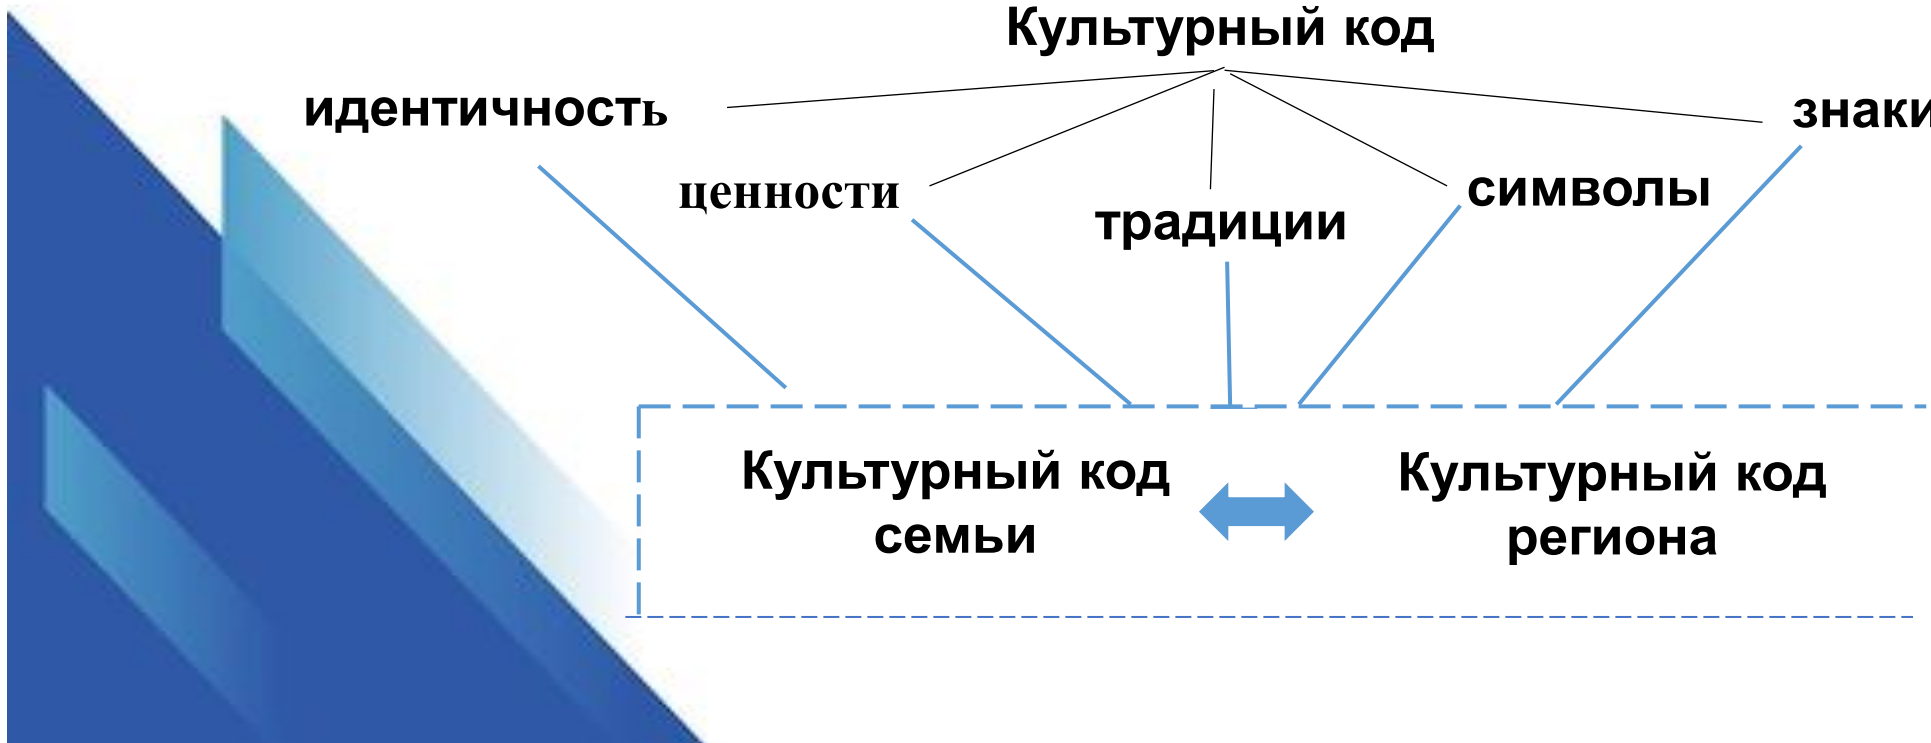 Культурный код
идентичность
знаки
ценности
символы
традиции
Культурный код
семьи
Культурный код
региона